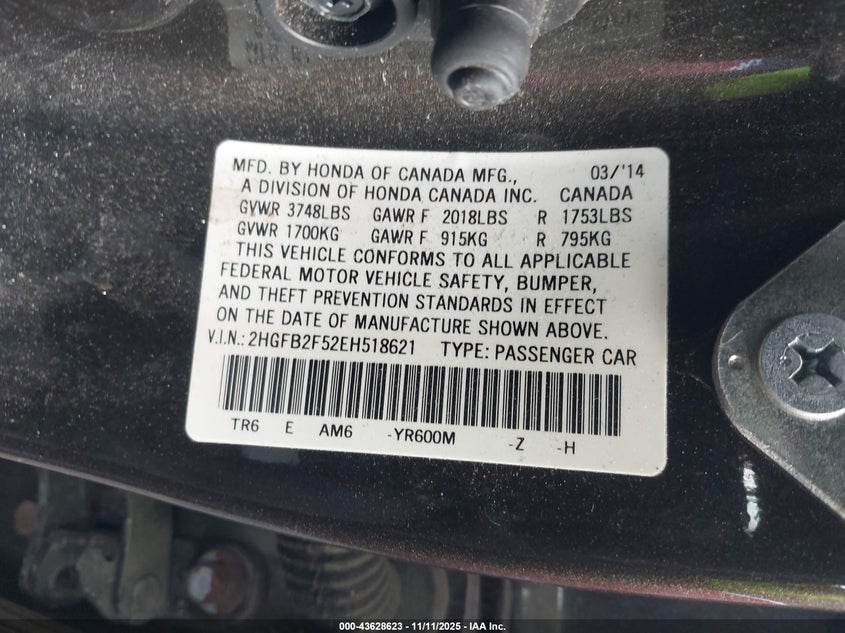 MFD. BY HONDA OF CANADA MFG., 03/'14
A DIVISION OF HONDA CANADA INC. CANADA
GVWR 3748LBS GAWR F 2018LBS R 1753LBS
GVWR 1700KG GAWR F 915KG R 795KG
THIS VEHICLE CONFORMS TO ALL APPLICABLE
FEDERAL MOTOR VEHICLE SAFETY, BUMPER,
AND THEFT PREVENTION STANDARDS IN EFFECT
ON THE DATE OF MANUFACTURE SHOWN ABOVE.
V.I.N.: 2HGFB2F52EH518621 TYPE: PASSENGER CAR
TR6 E AM6 -YR600M -Z -H
000-43628623 - 11/11/2025 - IAA Inc.